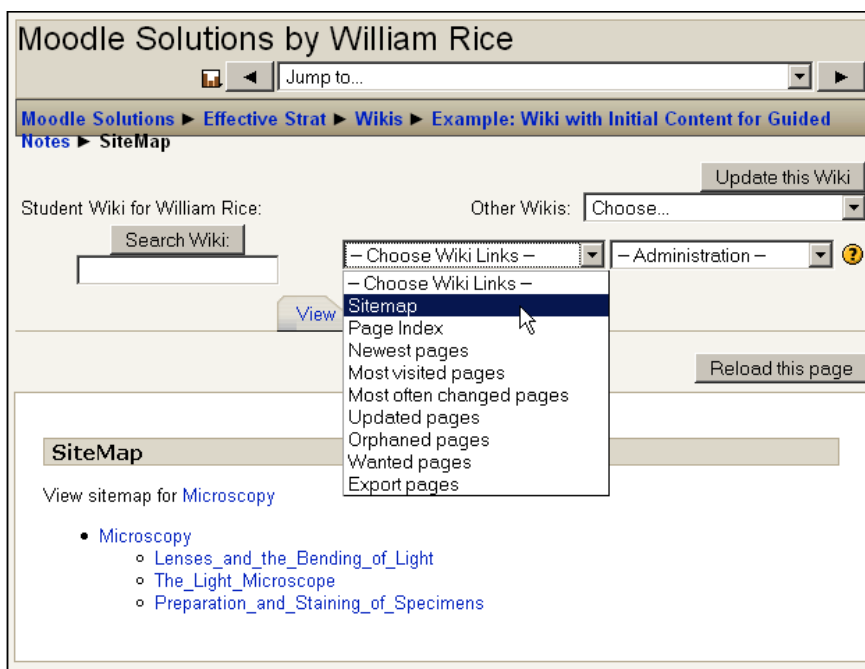 Moodle Solutions by William Rice
Jump to...
Moodle Solutions ► Effective Strat ► Wikis ► Example: Wiki with Initial Content for Guided
Notes ► SiteMap
Update this Wiki
Student Wiki for William Rice:
Other Wikis: Choose...
Search Wiki:
– Choose Wiki Links –
– Administration –
– Choose Wiki Links –
Sitemap
View
Page Index
Newest pages
Most visited pages
Reload this page
Most often changed pages
Updated pages
Orphaned pages
Wanted pages
Export pages
SiteMap
View sitemap for Microscopy
• Microscopy
Lenses_and_the_Bending_of_Light
The_Light_Microscope
Preparation_and_Staining_of_Specimens